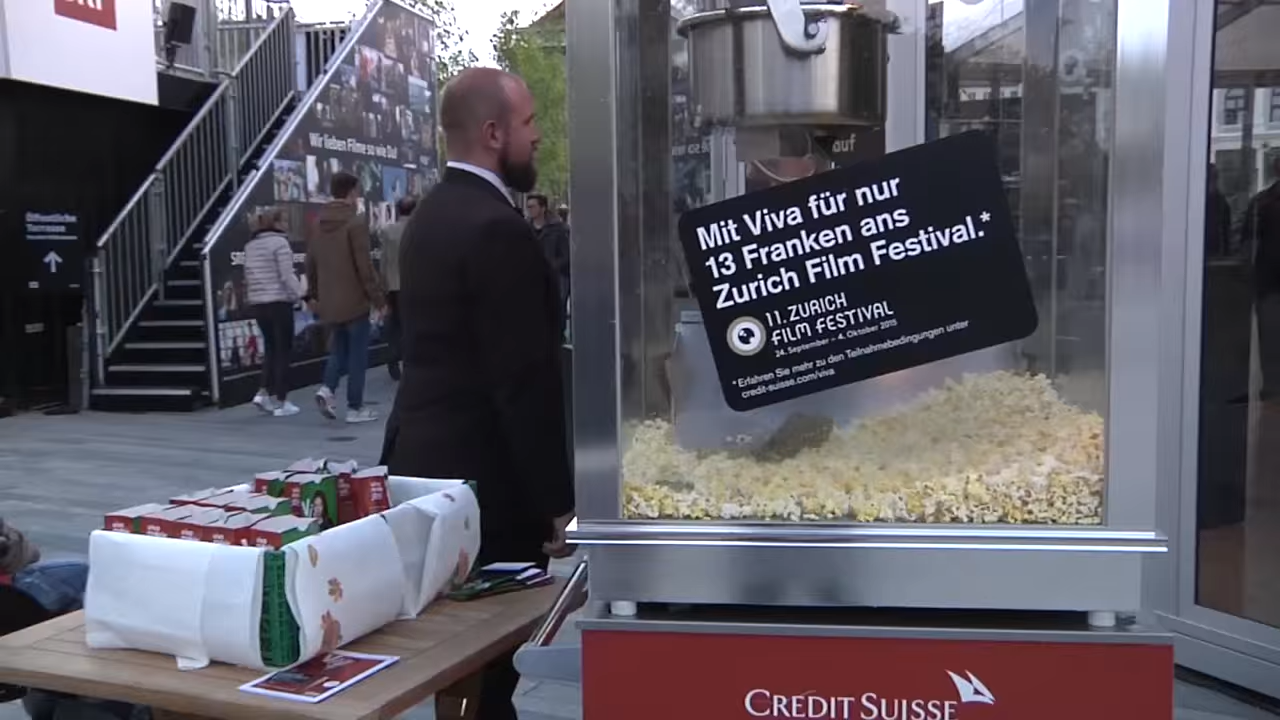 Wir lieben Filme so wie Du!
Öffentliche
Terrasse
auf
Mit Viva für nur
13 Franken ans
Zurich Film Festival.*
11. ZURICH
FILM FESTIVAL
24. September – 4. Oktober 2015
* Erfahren Sie mehr zu den Teilnahmebedingungen unter
credit-suisse.com/viva
CREDIT SUISSE